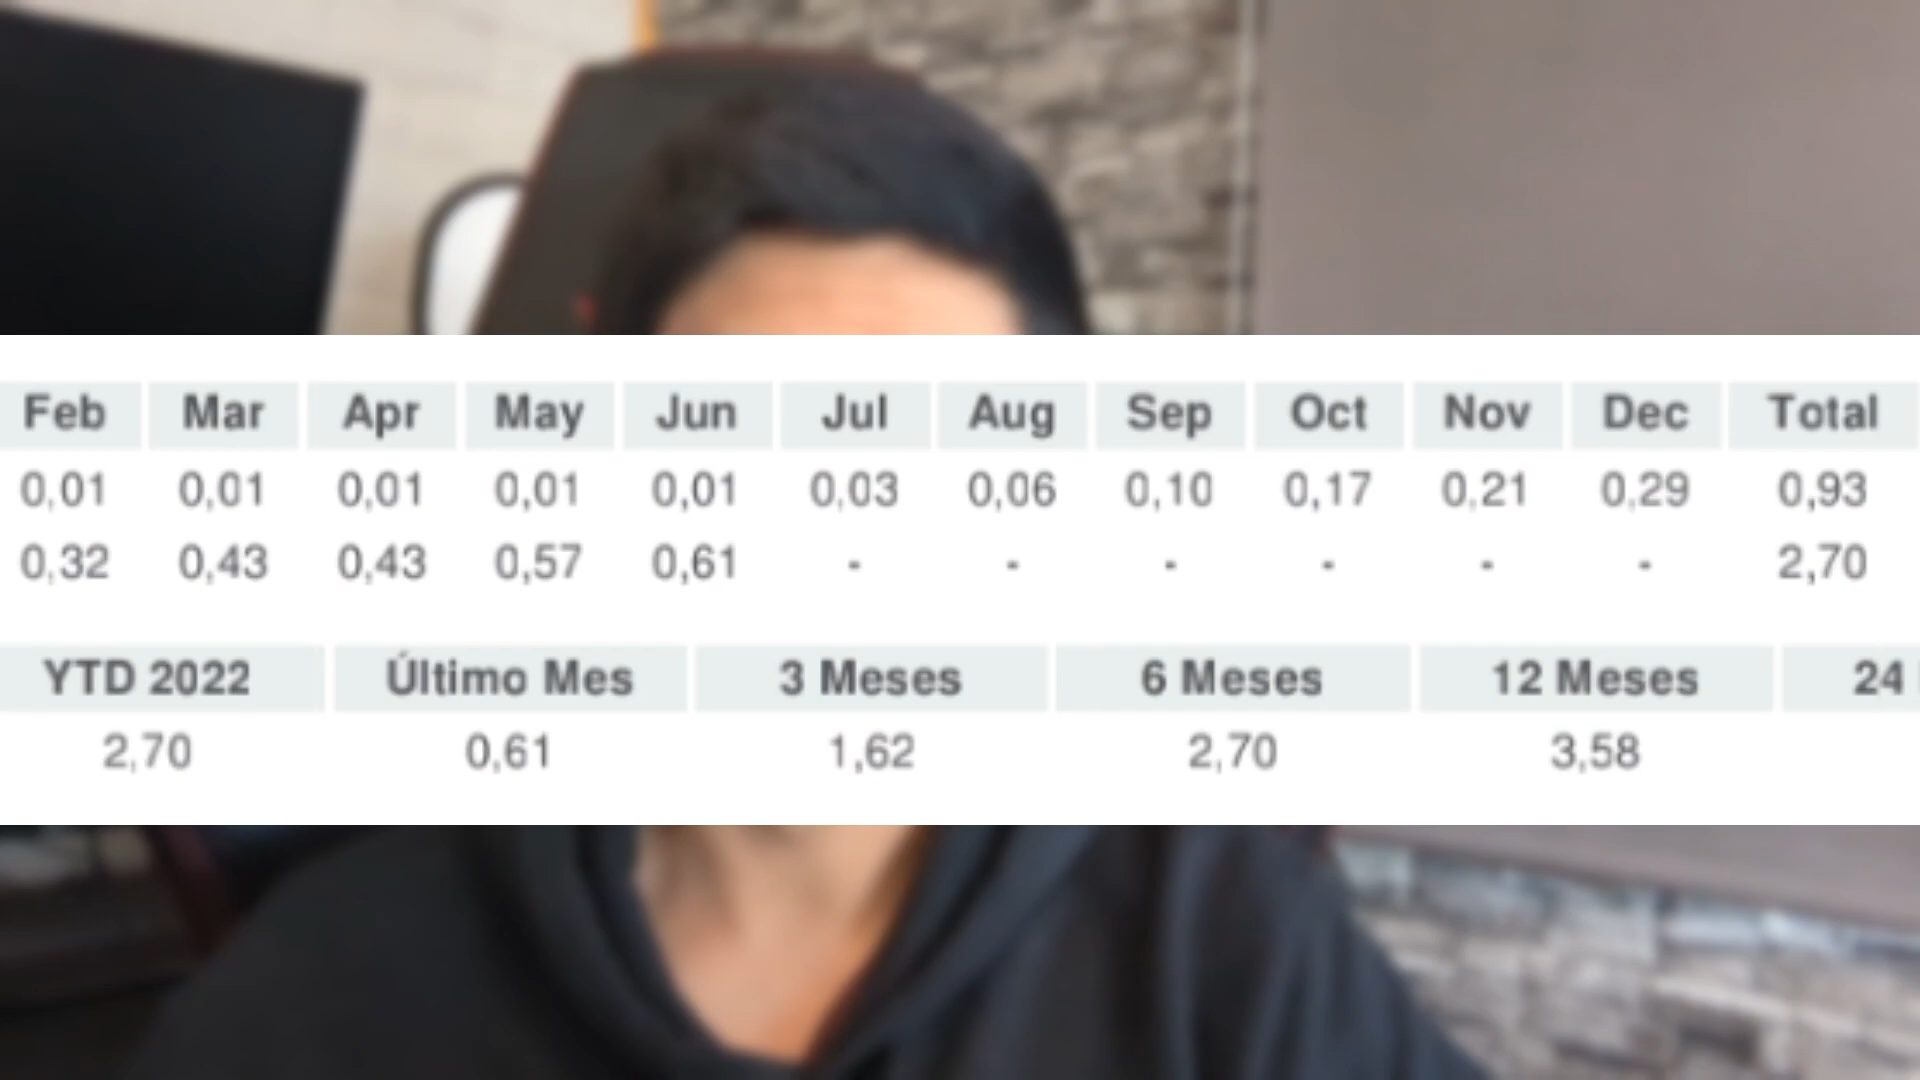 Feb Mar Apr May Jun Jul Aug Sep Oct Nov Dec Total
0,01 0,01 0,01 0,01 0,01 0,03 0,06 0,10 0,17 0,21 0,29 0,93
0,32 0,43 0,43 0,57 0,61 - - - - - - 2,70
YTD 2022 Último Mes 3 Meses 6 Meses 12 Meses 24
2,70 0,61 1,62 2,70 3,58